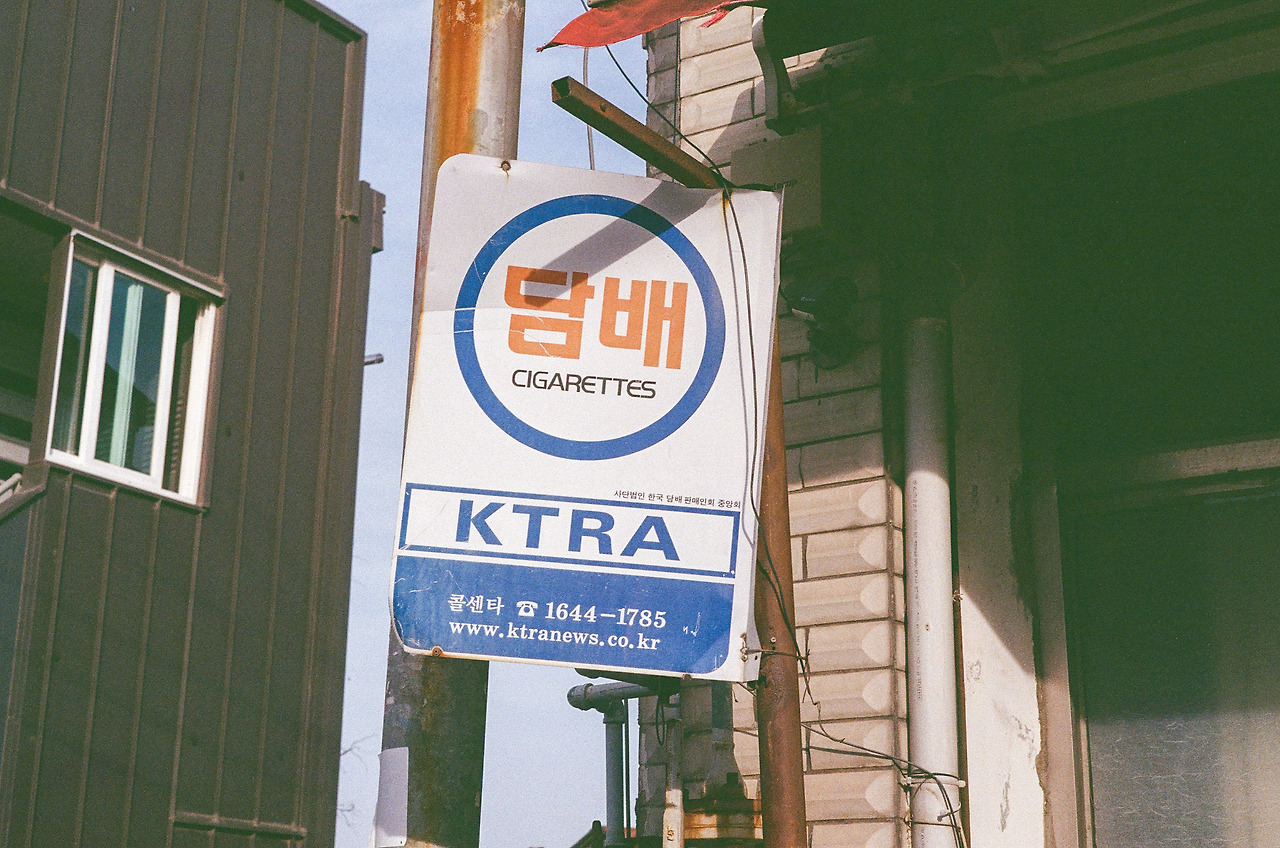 담배
CIGARETTES
사단법인 한국 담배 판매인회 중앙회
KTRA
콜센타 ☎ 1644-1785
www.ktranews.co.kr